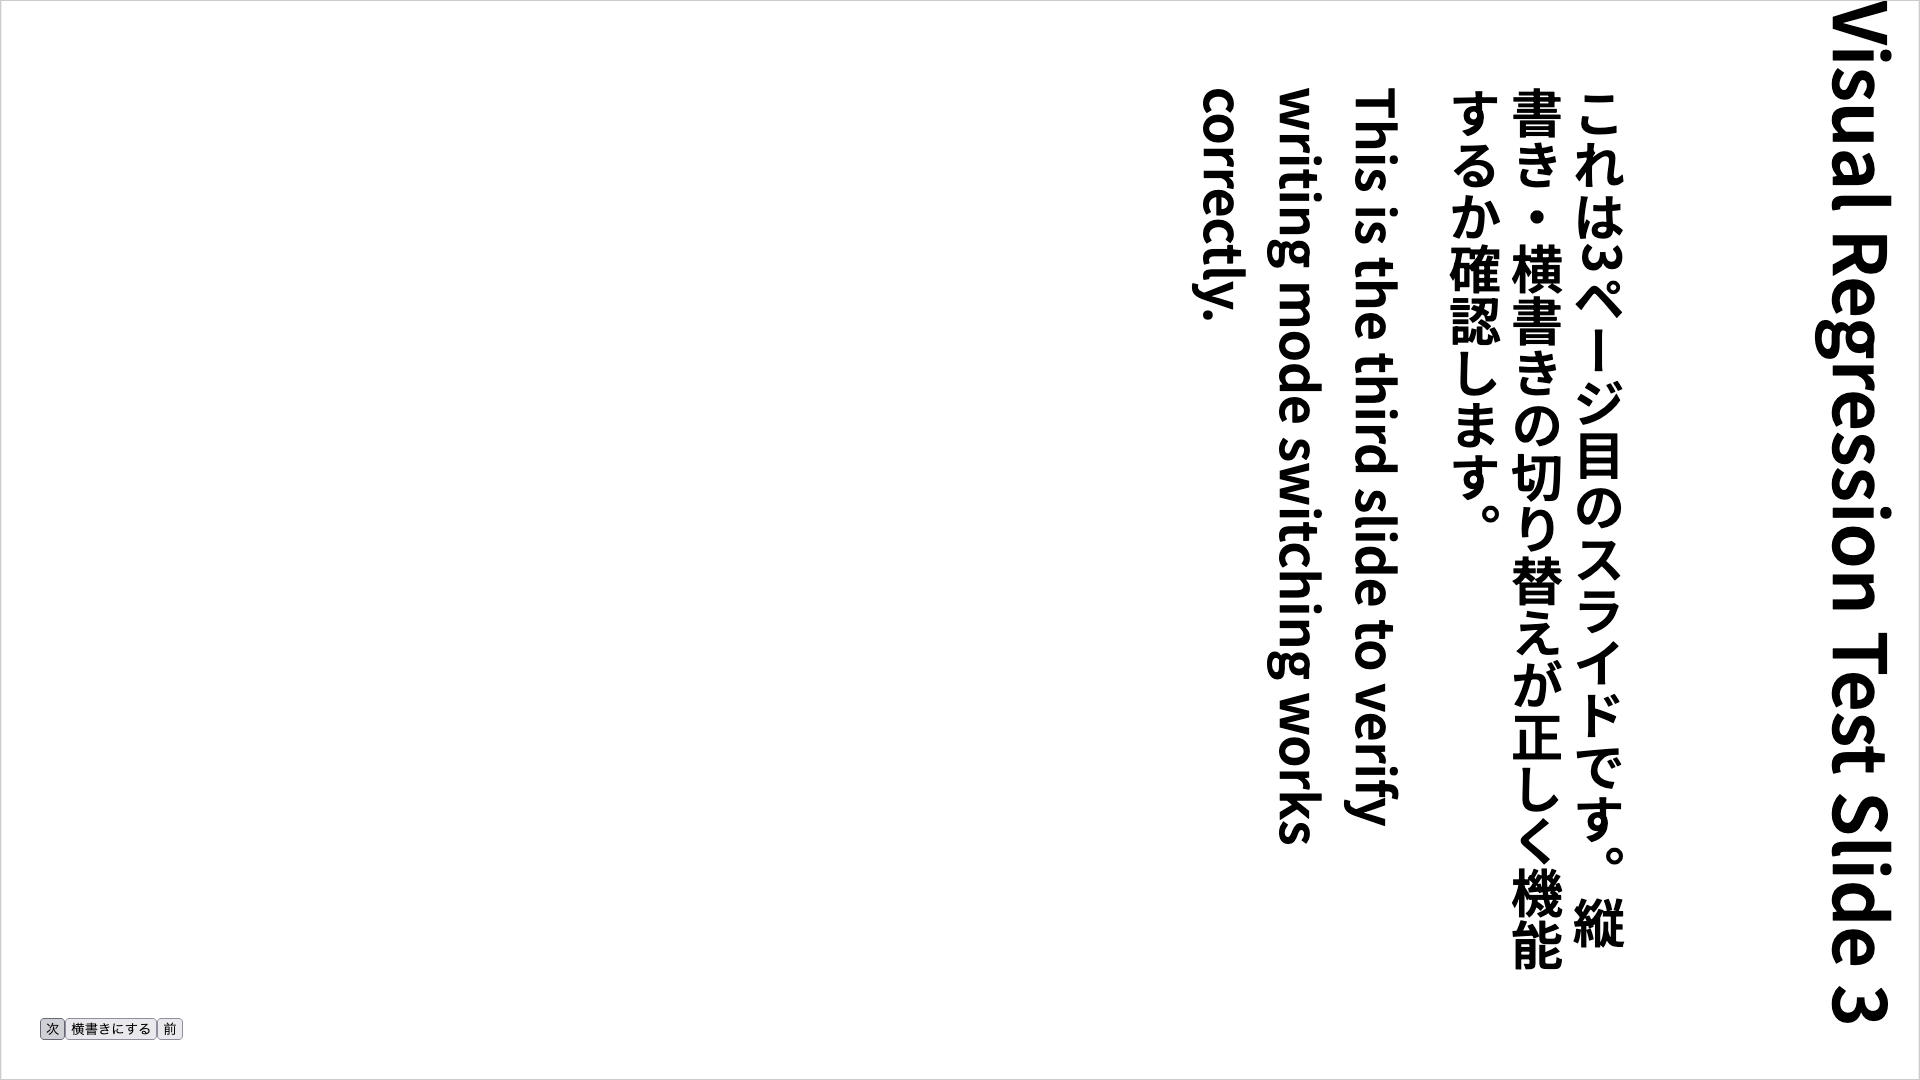 Visual Regression Test Slide 3
これは3ページ目のスライドです。縦
書き・横書きの切り替えが正しく機能
するか確認します。
This is the third slide to verify
writing mode switching works
correctly.
次
横書きにする
前